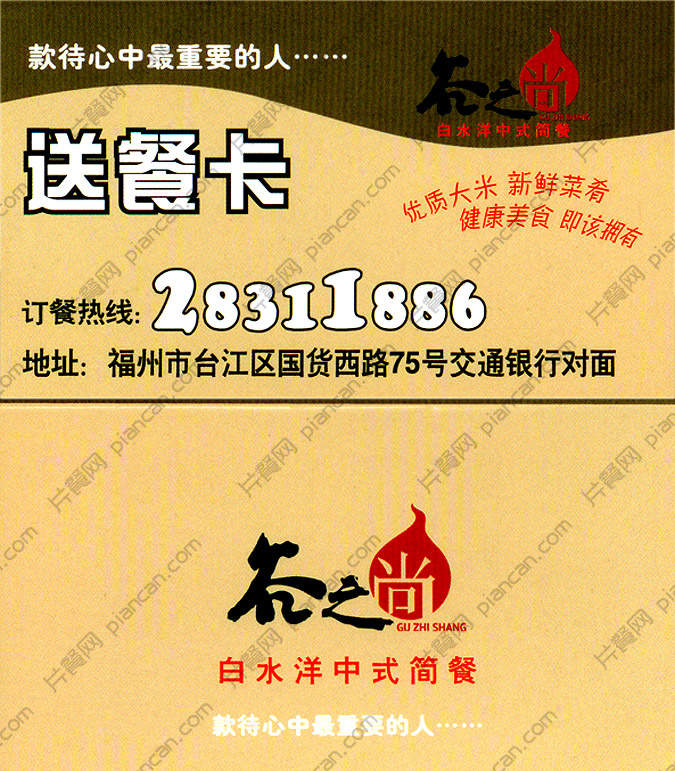 款待心中最重要的人……
谷之尚
GU ZHI SHANG
白水洋中式简餐
送餐卡
优质大米 新鲜菜肴
健康美食 即该拥有
订餐热线：28311886
地址：福州市台江区国货西路75号交通银行对面
谷之尚
GU ZHI SHANG
白水洋中式简餐
款待心中最重要的人……
片餐网 piancan.com